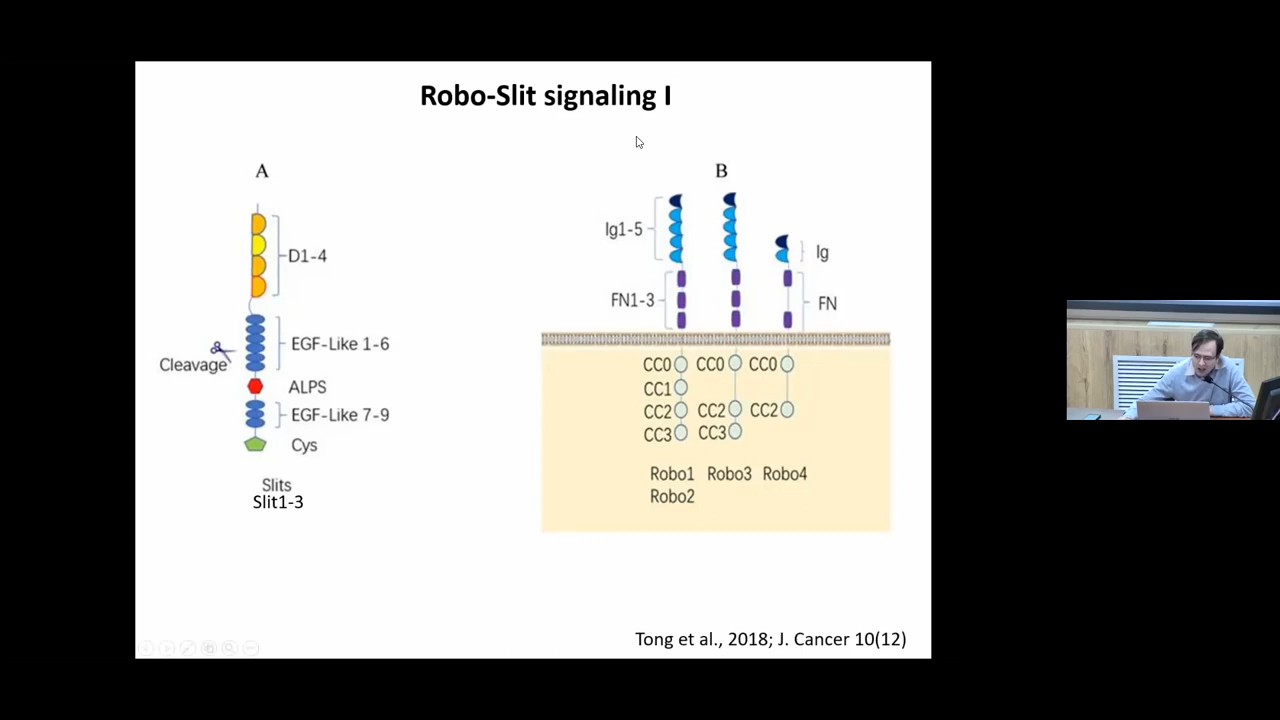 Robo-Slit signaling I
A
D1-4
EGF-Like 1-6
Cleavage
ALPS
EGF-Like 7-9
Cys
Slits
Slit1-3
B
Ig1-5
Ig
FN1-3
FN
CC0 CC0 CC0
CC1
CC2 CC2 CC2
CC3 CC3
Robo1 Robo3 Robo4
Robo2
Tong et al., 2018; J. Cancer 10(12)